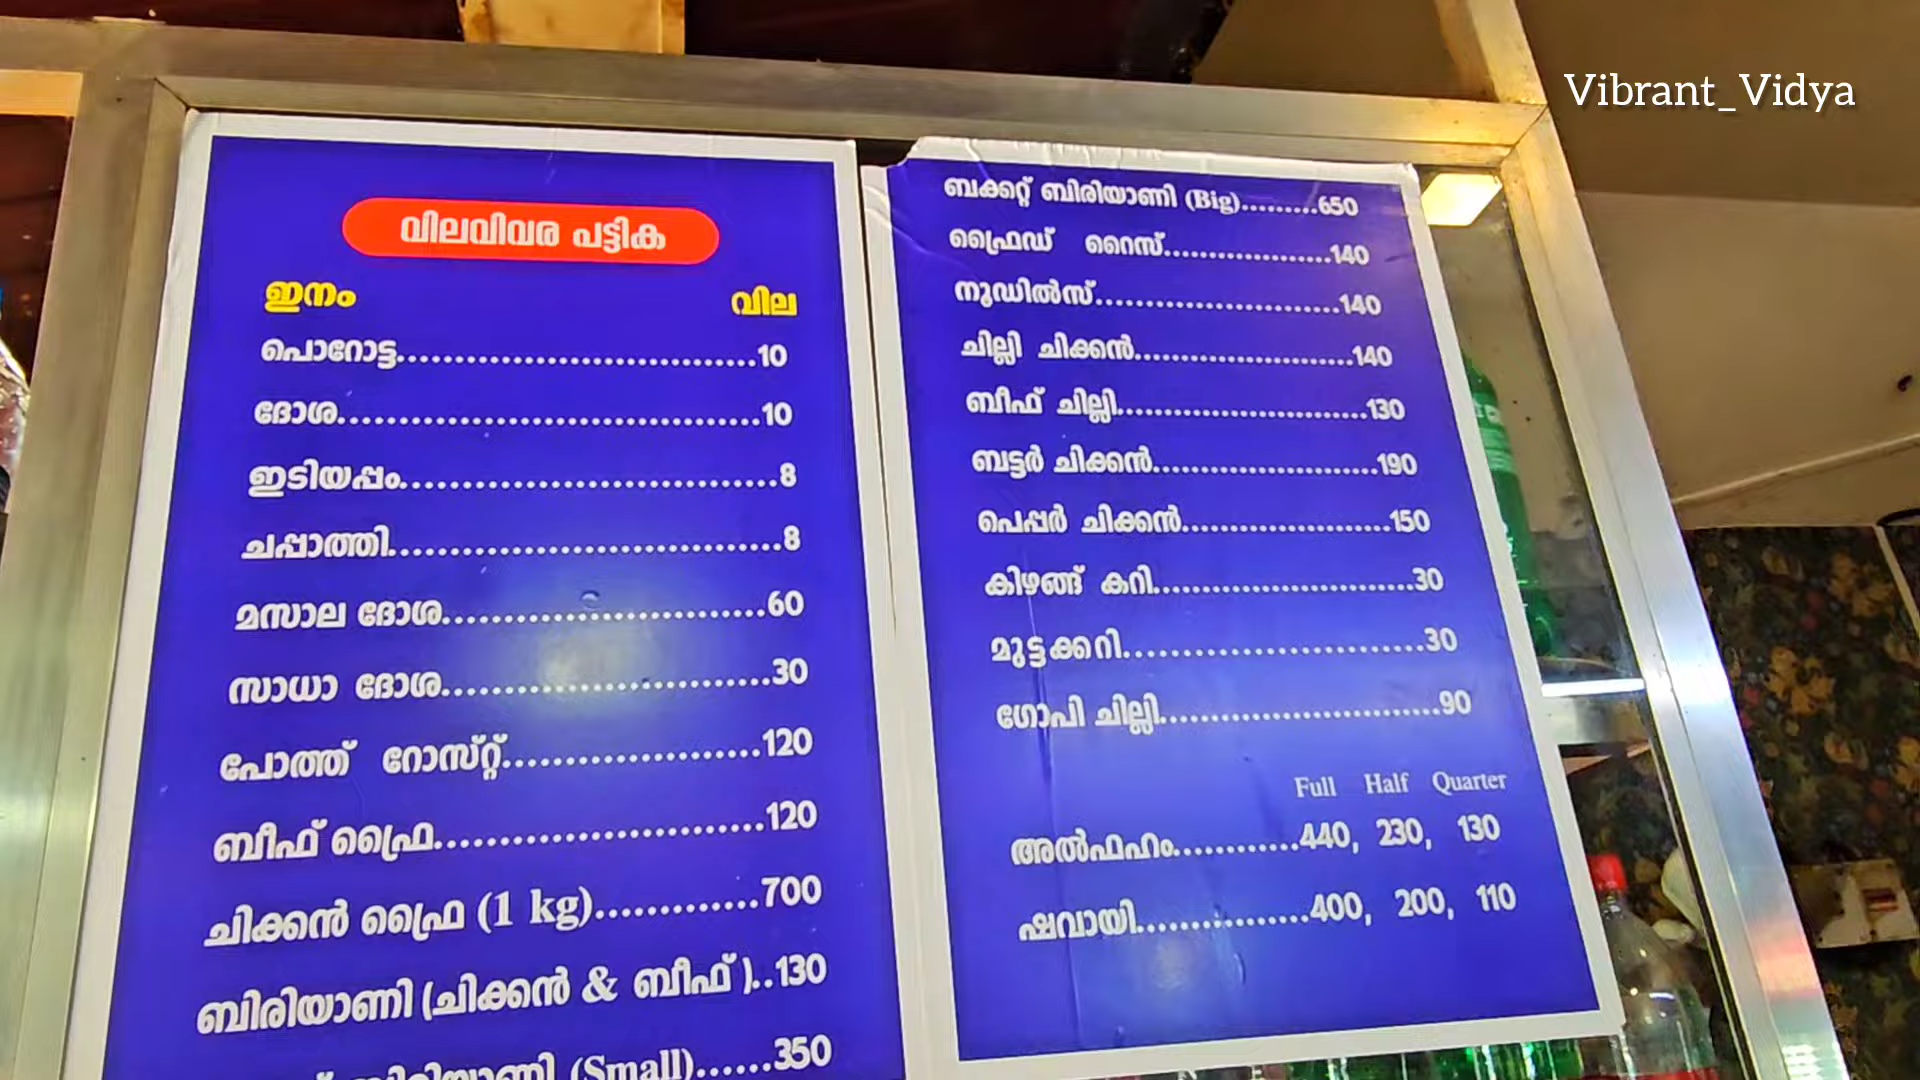 Vibrant_Vidya
വിലവിവര പട്ടിക
ഇനം വില
പൊറോട്ട..................................10
ദോശ..................................10
ഇടിയപ്പം..................................8
ചപ്പാത്തി..................................8
മസാല ദോശ..............................60
സാധാ ദോശ..............................30
പോത്ത് റോസ്റ്റ്.......................120
ബീഫ് ഫ്രൈ..............................120
ചിക്കൻ ഫ്രൈ (1 kg).............700
ബിരിയാണി (ചിക്കൻ & ബീഫ് )..130
ബിരിയാണി (Small)......350
ബക്കറ്റ് ബിരിയാണി (Big).........650
ഫ്രൈഡ് റൈസ്....................140
നൂഡിൽസ്..........................140
ചില്ലി ചിക്കൻ........................140
ബീഫ് ചില്ലി..........................130
ബട്ടർ ചിക്കൻ........................190
പെപ്പർ ചിക്കൻ......................150
കിഴങ്ങ് കറി..........................30
മുട്ടക്കറി..............................30
ഗോപി ചില്ലി..........................90
Full Half Quarter
അൽഫഹം............440, 230, 130
ഷവായി................400, 200, 110